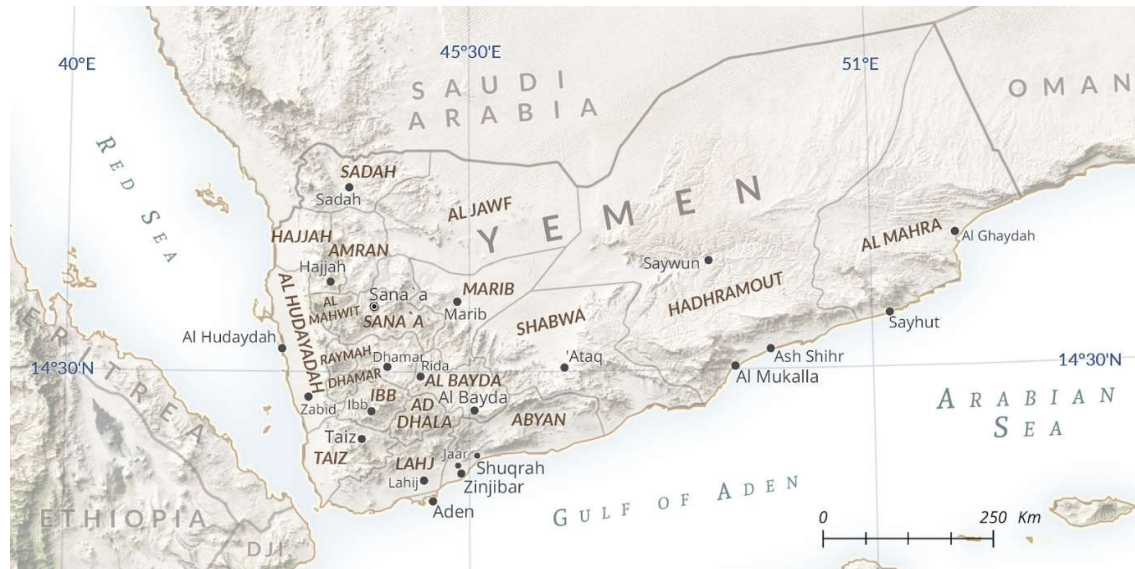 40°E
45°30'E
51°E
SAUDI
ARABIA
OMAN
RED SEA
SADAH
Sadah
AL JAWF
YEMEN
HAJJAH
AMRAN
AL MAHRA
Al Ghaydah
Hajjah
Saywun
AL HUDAYADAH
Sana`a
MARIB
HADHRAMOUT
AL
MAHWIT
SANA`A
Marib
SHABWA
Sayhut
ERITREA
Al Hudaydah
RAYMAH
Dhamar
'Ataq
Ash Shihr
14°30'N
Rida
14°30'N
DHAMAR
AL BAYDA
Al Mukalla
Zabid
IBB
Al Bayda
Ibb
AD
DHALA
ABYAN
ARABIAN
SEA
Taiz
TAIZ
LAHJ
Jaar
Shuqrah
Lahij
Zinjibar
Aden
GULF OF ADEN
0
250 Km
ETHIOPIA
DJI